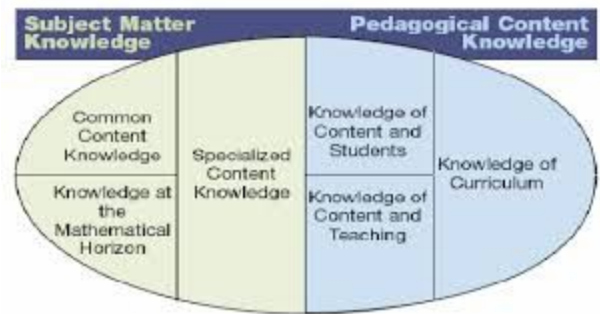 Subject Matter
Knowledge
Pedagogical Content
Knowledge
Common
Content
Knowledge
Knowledge at
the
Mathematical
Horizon
Specialized
Content
Knowledge
Knowledge of
Content and
Students
Knowledge of
Content and
Teaching
Knowledge of
Curriculum